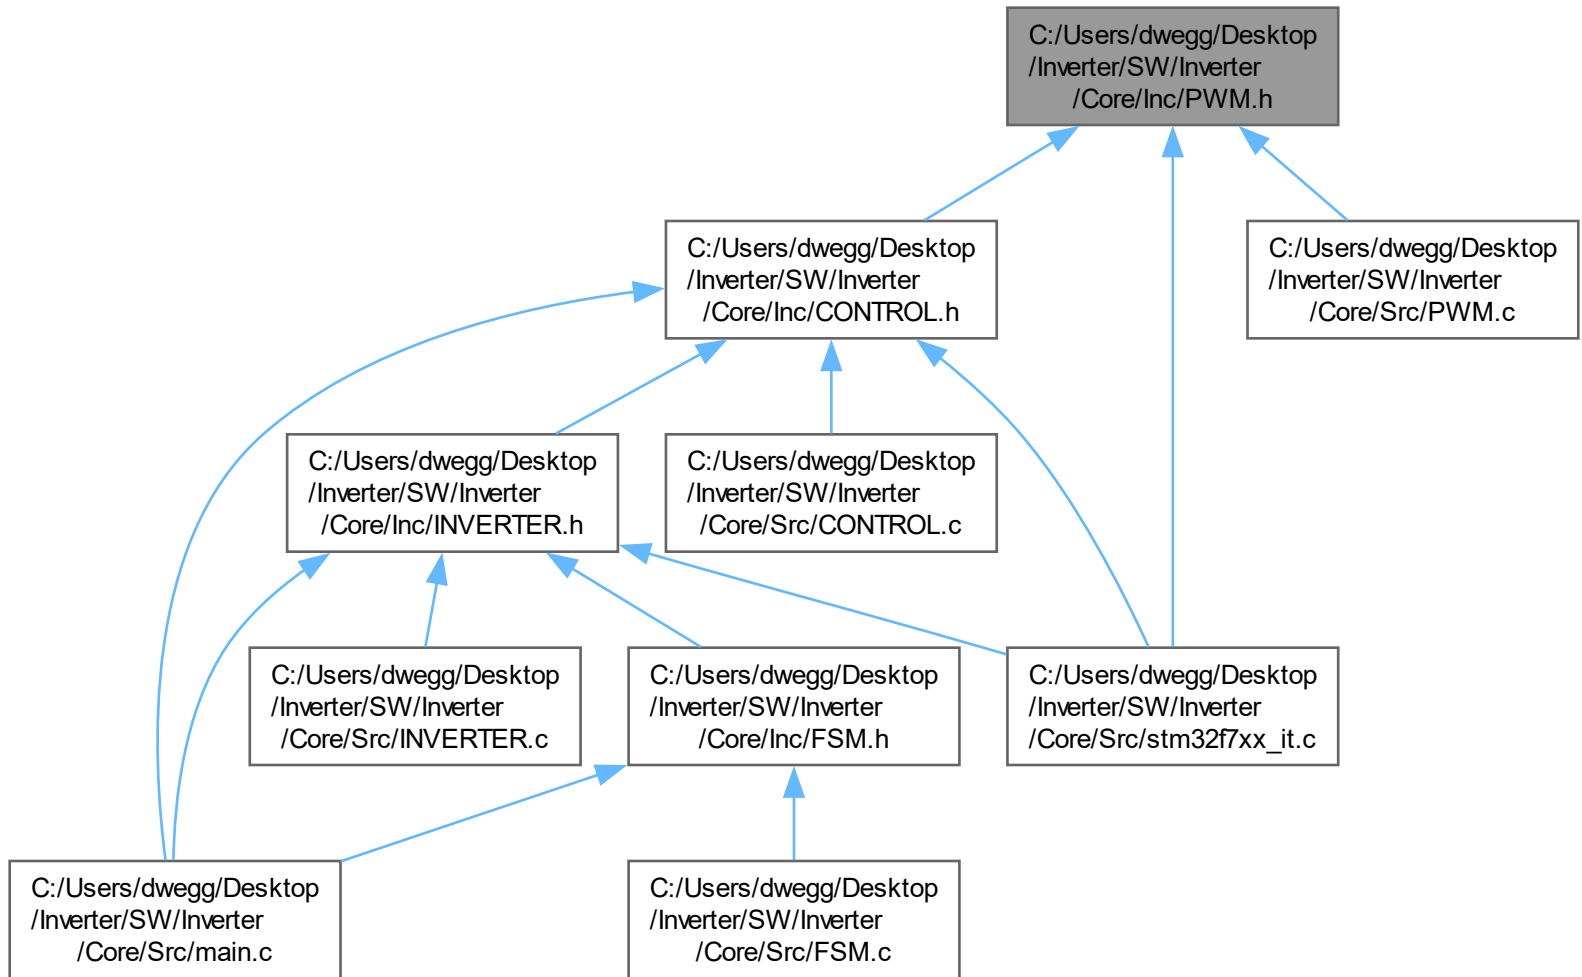 C:/Users/dwegg/Desktop
/Inverter/SW/Inverter
/Core/Inc/PWM.h
C:/Users/dwegg/Desktop
/Inverter/SW/Inverter
/Core/Inc/CONTROL.h
C:/Users/dwegg/Desktop
/Inverter/SW/Inverter
/Core/Src/PWM.c
C:/Users/dwegg/Desktop
/Inverter/SW/Inverter
/Core/Inc/INVERTER.h
C:/Users/dwegg/Desktop
/Inverter/SW/Inverter
/Core/Src/CONTROL.c
C:/Users/dwegg/Desktop
/Inverter/SW/Inverter
/Core/Src/INVERTER.c
C:/Users/dwegg/Desktop
/Inverter/SW/Inverter
/Core/Inc/FSM.h
C:/Users/dwegg/Desktop
/Inverter/SW/Inverter
/Core/Src/stm32f7xx_it.c
C:/Users/dwegg/Desktop
/Inverter/SW/Inverter
/Core/Src/main.c
C:/Users/dwegg/Desktop
/Inverter/SW/Inverter
/Core/Src/FSM.c